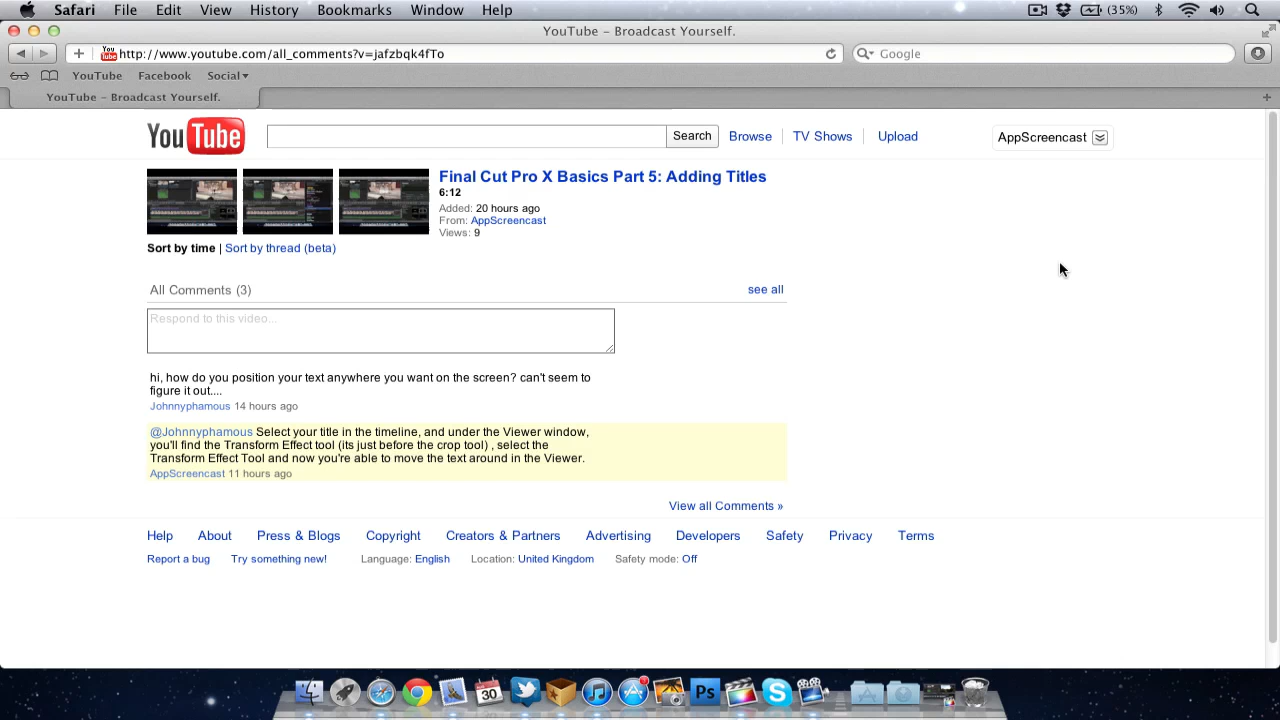 Safari File Edit View History Bookmarks Window Help (35%)
YouTube – Broadcast Yourself.
You Tube http://www.youtube.com/all_comments?v=jafzbqk4fTo Google
YouTube Facebook Social
YouTube – Broadcast Yourself.
YouTube Search Browse TV Shows Upload AppScreencast
Final Cut Pro X Basics Part 5: Adding Titles
6:12
Added: 20 hours ago
From: AppScreencast
Views: 9
Sort by time | Sort by thread (beta)
All Comments (3) see all
Respond to this video...
hi, how do you position your text anywhere you want on the screen? can't seem to
figure it out....
Johnnyphamous 14 hours ago
@Johnnyphamous Select your title in the timeline, and under the Viewer window,
you'll find the Transform Effect tool (its just before the crop tool) , select the
Transform Effect Tool and now you're able to move the text around in the Viewer.
AppScreencast 11 hours ago
View all Comments »
Help About Press & Blogs Copyright Creators & Partners Advertising Developers Safety Privacy Terms
Report a bug Try something new! Language: English Location: United Kingdom Safety mode: Off
30 Ps